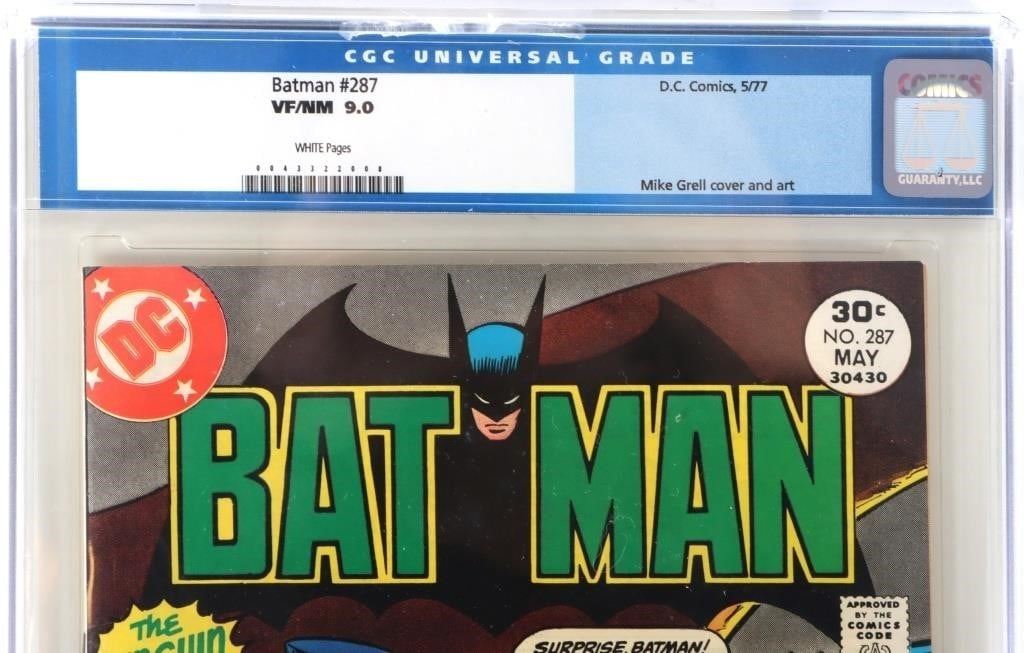 CGC UNIVERSAL GRADE
Batman #287
VF/NM 9.0
WHITE Pages
0043322008
D.C. Comics, 5/77
Mike Grell cover and art
COMICS
GUARANTY, LLC
DC
30¢
NO. 287
MAY
30430
BATMAN
THE
SURPRISE, BATMAN!
APPROVED
BY THE
COMICS
CODE